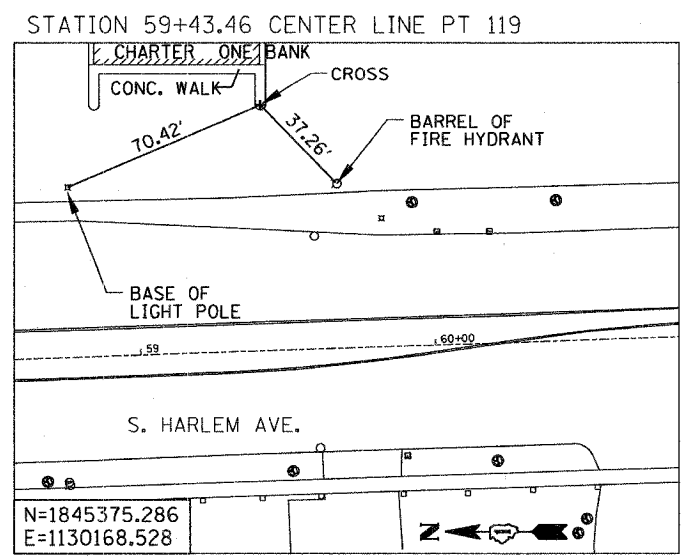 STATION 59+43.46 CENTER LINE PT 119
CHARTER ONE BANK
CONC. WALK
CROSS
70.42'
37.26'
BARREL OF
FIRE HYDRANT
BASE OF
LIGHT POLE
59
60+00
S. HARLEM AVE.
N=1845375.286
E=1130168.528
N